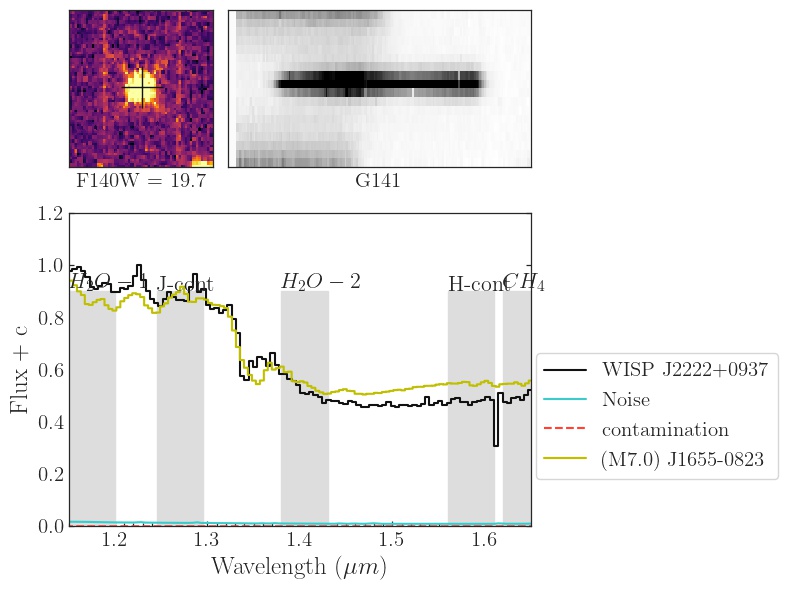 F140W = 19.7
G141
Flux + c
1.2
1.0
0.8
0.6
0.4
0.2
0.0
H₂O − 1
J-cont
H₂O − 2
H-cont
CH₄
WISP J2222+0937
Noise
contamination
(M7.0) J1655-0823
1.2
1.3
1.4
1.5
1.6
Wavelength (μm)